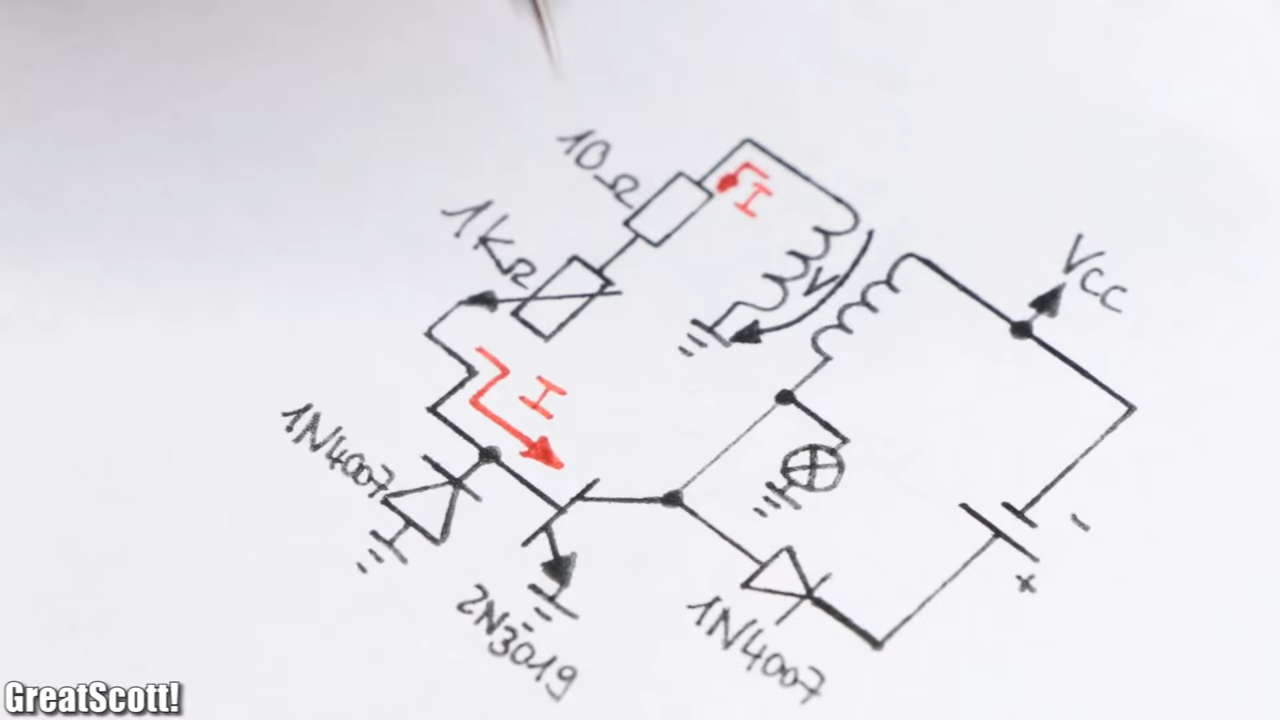 10Ω
I
1kΩ
V
VCC
I
1N4007
-
+
2N3019
1N4007
GreatScott!